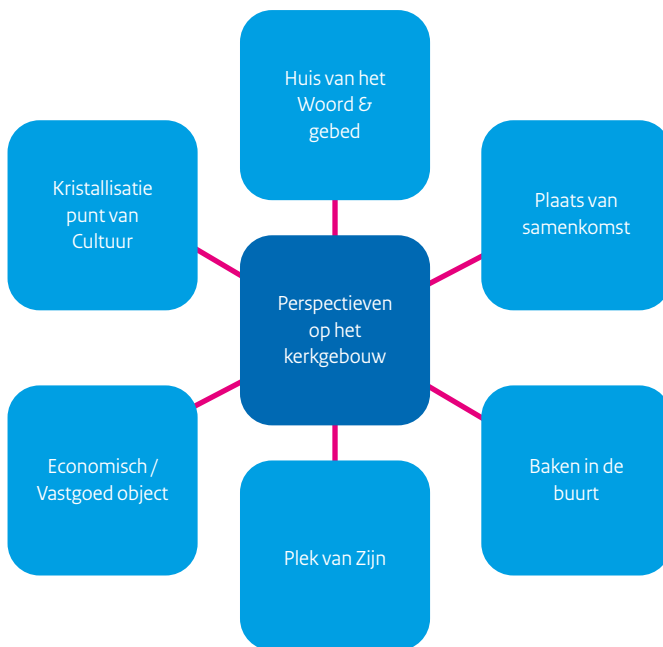 Huis van het
Woord &
gebed
Kristallisatie
punt van
Cultuur
Plaats van
samenkomst
Perspectieven
op het
kerkgebouw
Economisch /
Vastgoed object
Baken in de
buurt
Plek van Zijn